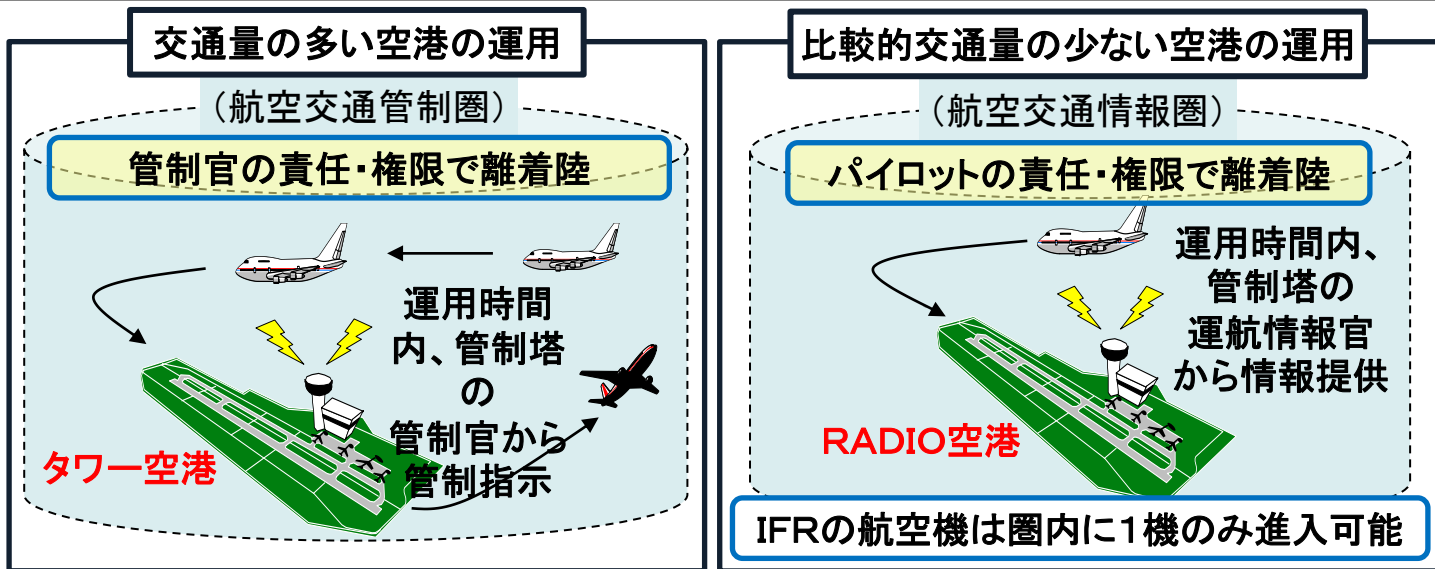 交通量の多い空港の運用
（航空交通管制圏）
管制官の責任・権限で離着陸
運用時間
内、管制塔
の
管制官から
管制指示
タワー空港
比較的交通量の少ない空港の運用
（航空交通情報圏）
パイロットの責任・権限で離着陸
運用時間内、
管制塔の
運航情報官
から情報提供
RADIO空港
IFRの航空機は圏内に1機のみ進入可能